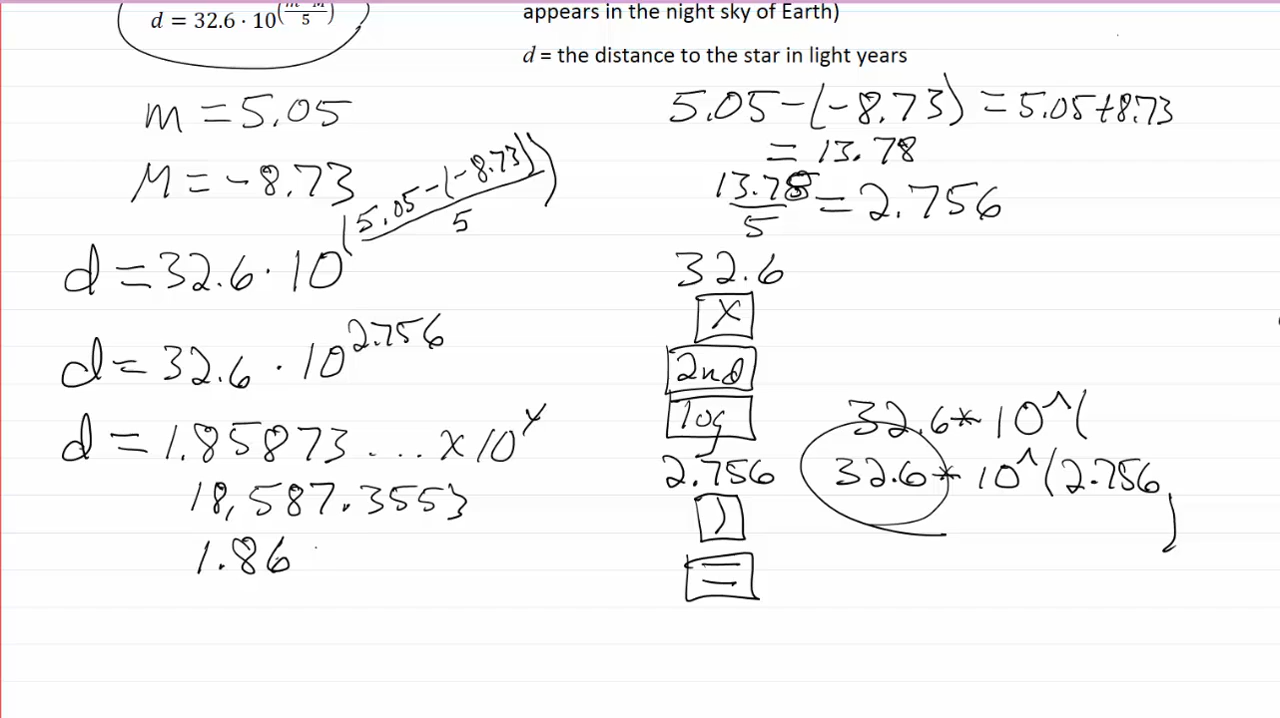 d = 32.6 · 10^((m−M)/5)
appears in the night sky of Earth)
d = the distance to the star in light years
m = 5.05
M = -8.73
d = 32.6 · 10^((5.05-(-8.73))/5)
d = 32.6 · 10^2.756
d = 1.85873... x 10^4
18,587.3553
1.86
5.05-(-8.73) = 5.05+8.73
= 13.78
13.78/5 = 2.756
32.6
x
2nd
log
2.756
)
=
32.6*10^(
32.6*10^(2.756)